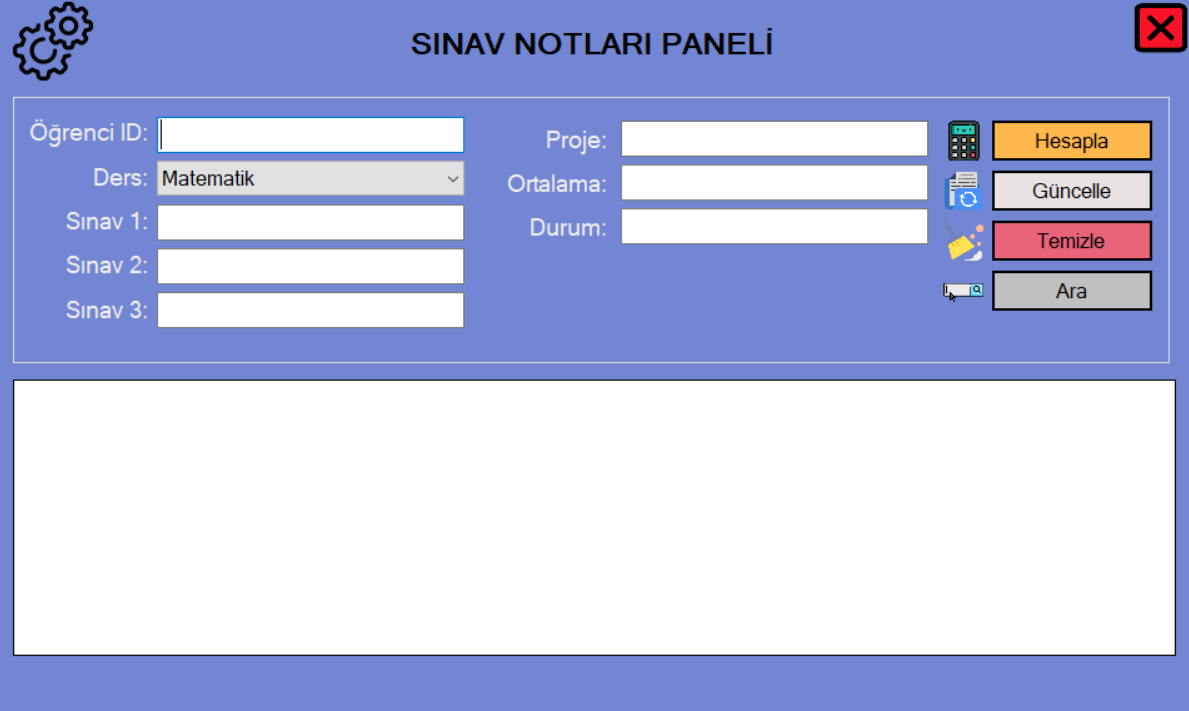 SINAV NOTLARI PANELİ
Öğrenci ID:
Ders: Matematik
Sınav 1:
Sınav 2:
Sınav 3:
Proje:
Ortalama:
Durum:
Hesapla
Güncelle
Temizle
Ara